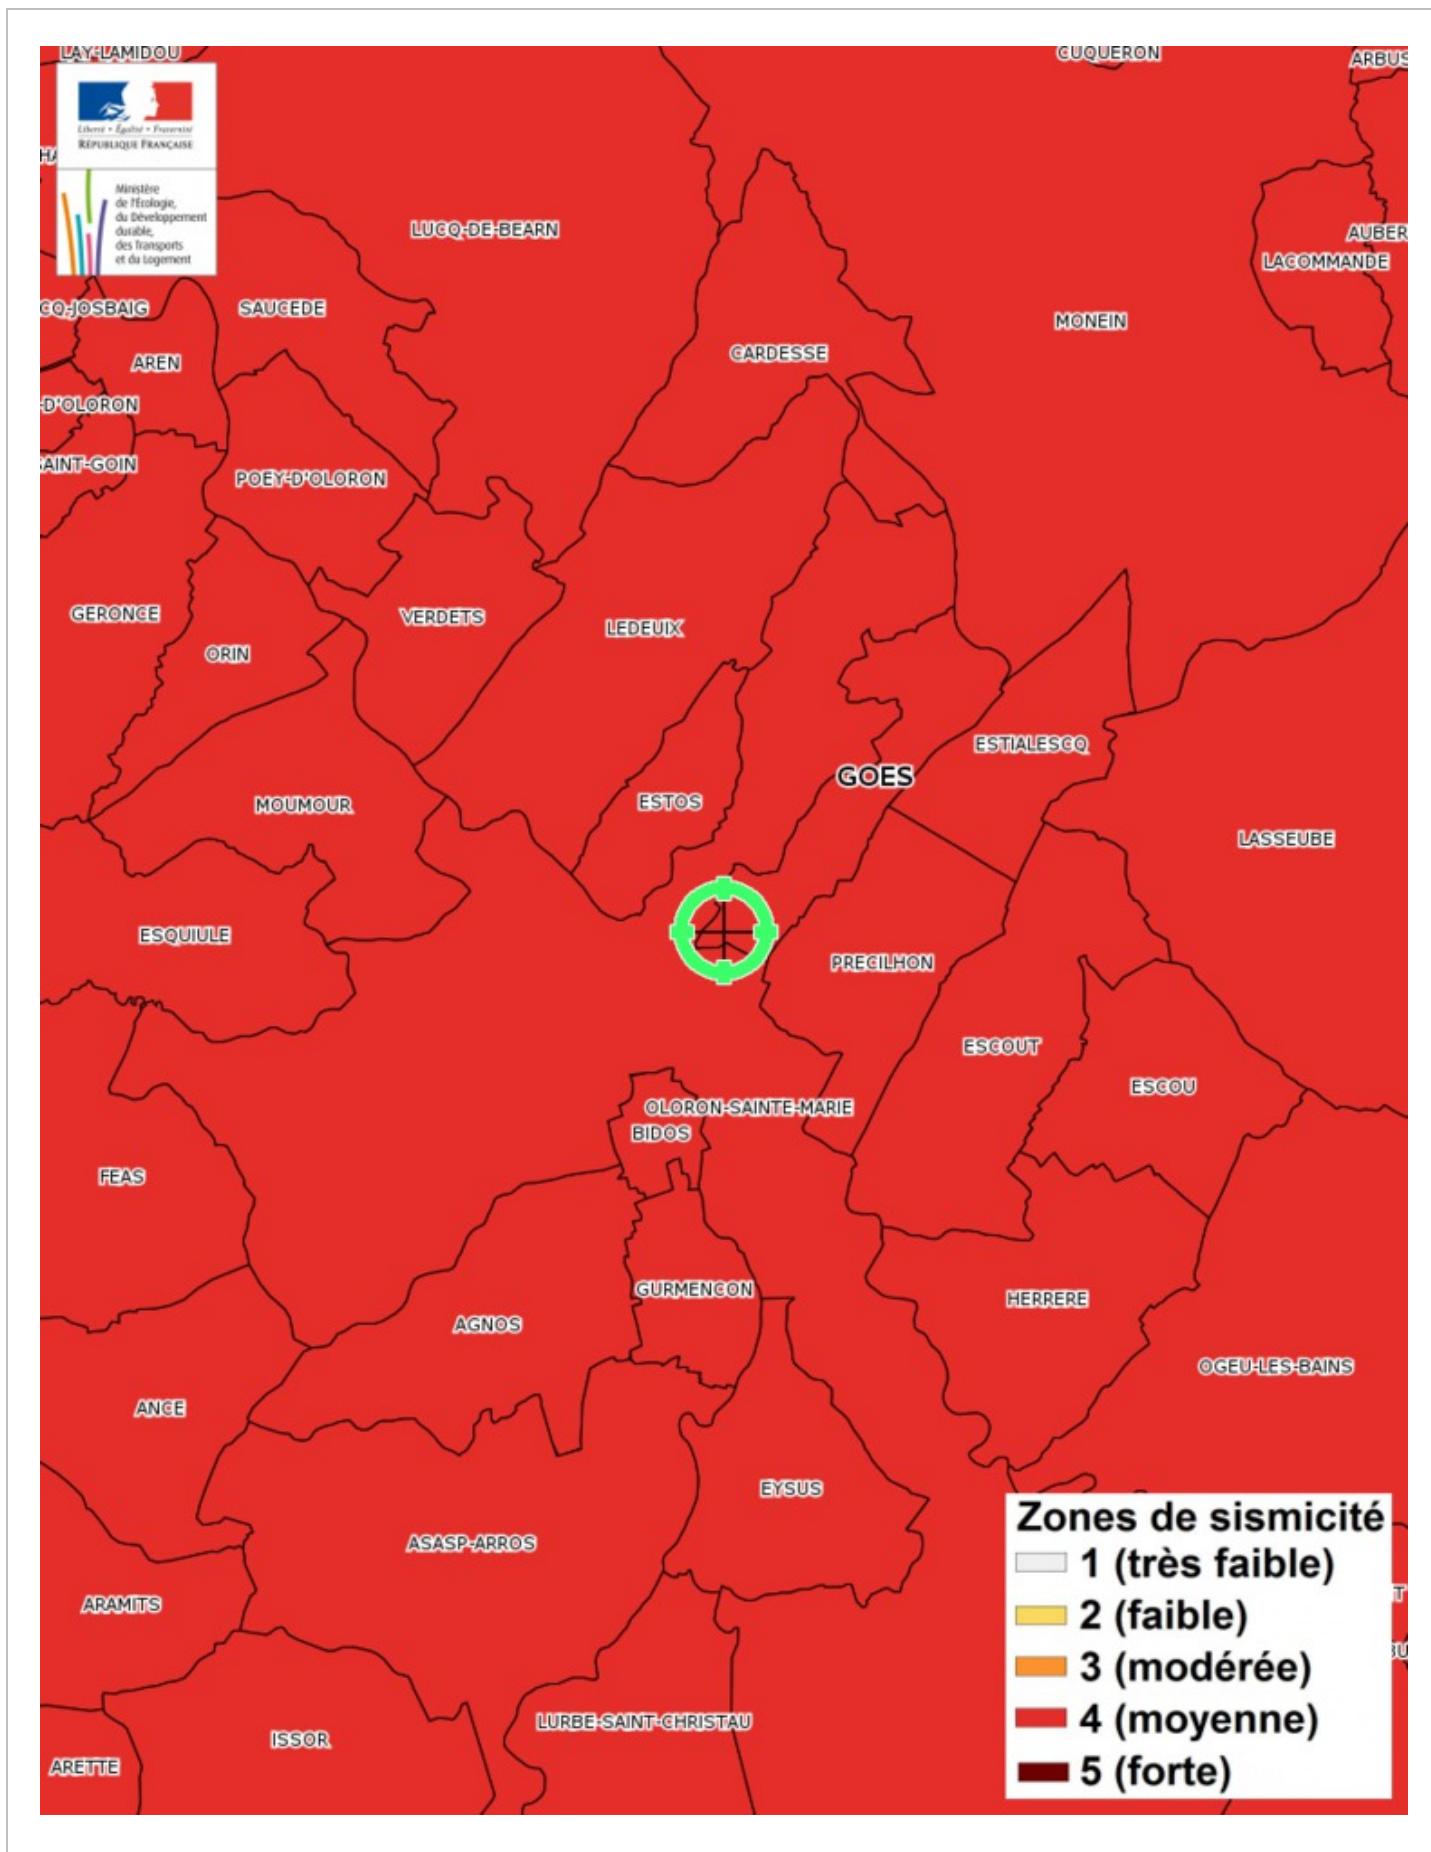 LAY-LAMIDOU
CUQUERON
ARBUS
Liberté • Égalité • Fraternité
RÉPUBLIQUE FRANÇAISE
Ministère
de l'Écologie,
du Développement
durable,
des Transports
et du Logement
LUCQ-DE-BEARN
AUBER
LACOMMANDE
CQ-JOSBAIG
SAUCEDE
MONEIN
AREN
CARDESSE
-D'OLORON
SAINT-GOIN
POEY-D'OLORON
GERONCE
VERDETS
LEDEUIX
ORIN
ESTIALESCQ
GOES
MOUMOUR
ESTOS
LASSEUBE
ESQUIULE
PRECILHON
ESCOUT
ESCOU
OLORON-SAINTE-MARIE
BIDOS
FEAS
GURMENCON
HERRERE
AGNOS
OGEU-LES-BAINS
ANCE
EYSUS
ASASP-ARROS
ARAMITS
LURBE-SAINT-CHRISTAU
ISSOR
ARETTE
Zones de sismicité
1 (très faible)
2 (faible)
3 (modérée)
4 (moyenne)
5 (forte)